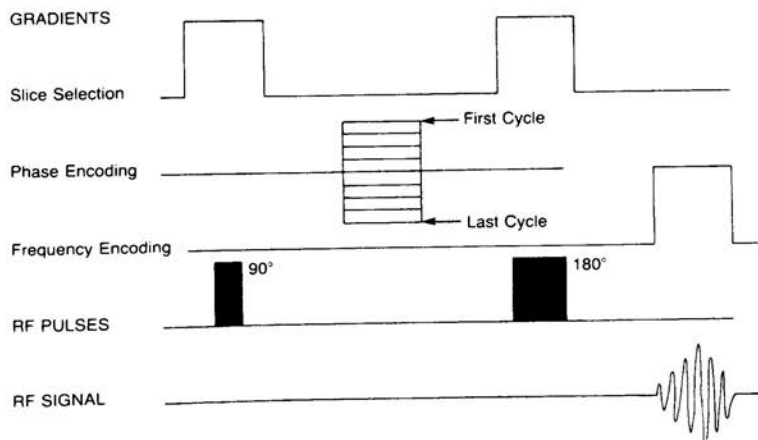 GRADIENTS
Slice Selection
First Cycle
Phase Encoding
Last Cycle
Frequency Encoding
90°
180°
RF PULSES
RF SIGNAL